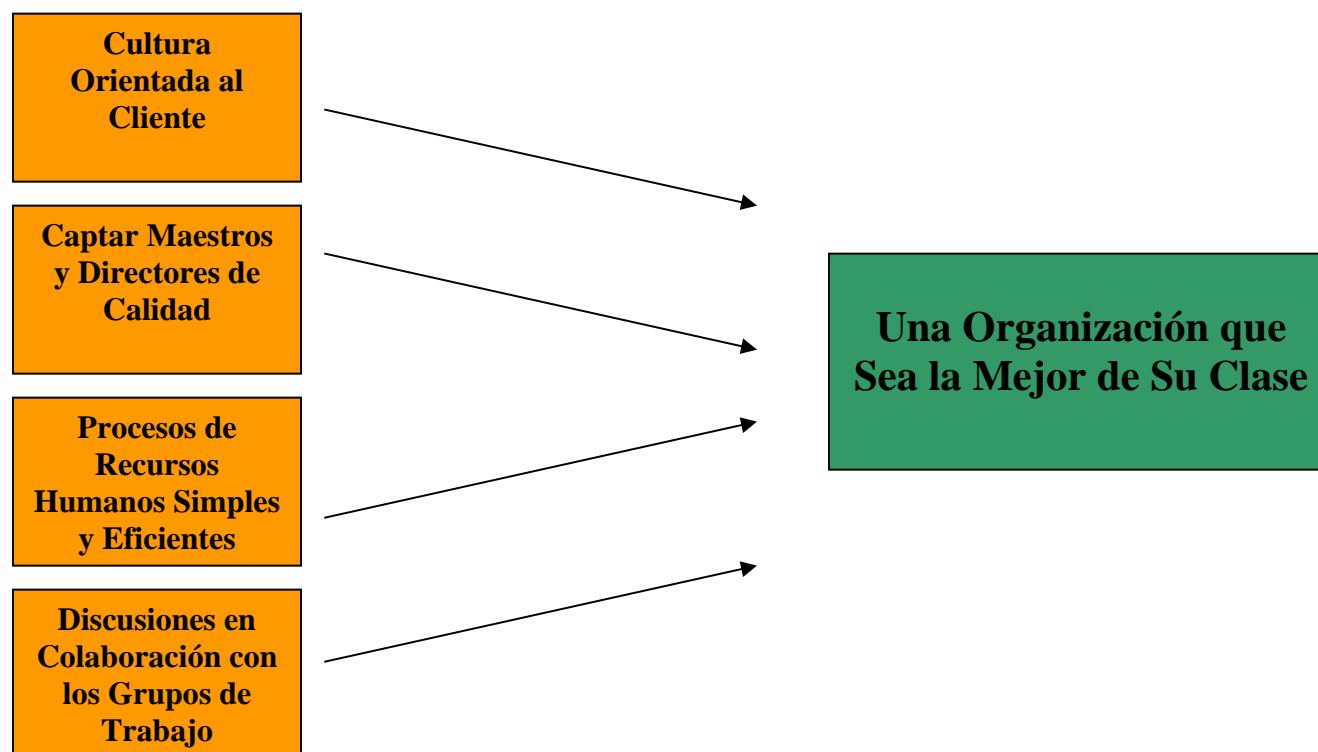 Cultura
Orientada al
Cliente
Captar Maestros
y Directores de
Calidad
Procesos de
Recursos
Humanos Simples
y Eficientes
Discusiones en
Colaboración con
los Grupos de
Trabajo
Una Organización que
Sea la Mejor de Su Clase